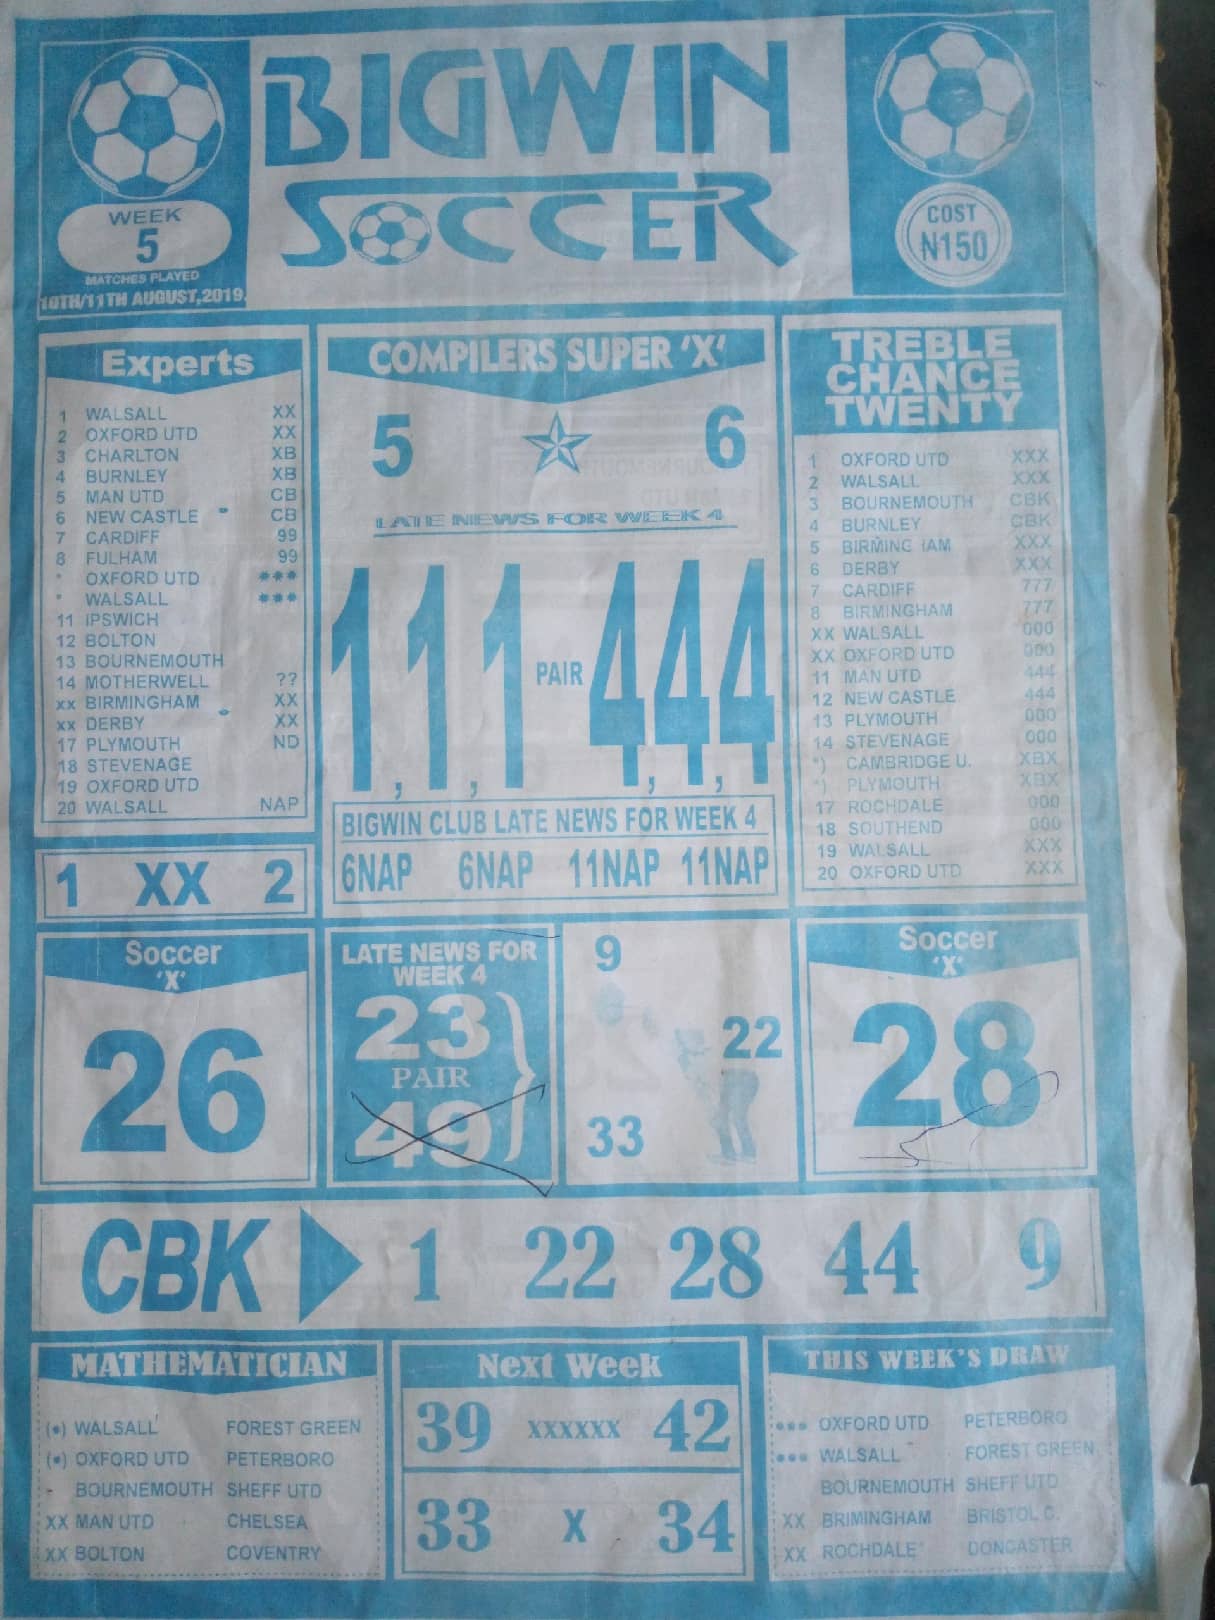 BIGWIN
SOCCER
WEEK
5
MATCHES PLAYED
10TH/11TH AUGUST,2019.
COST
₦150
Experts
1 WALSALL XX
2 OXFORD UTD XX
3 CHARLTON XB
4 BURNLEY XB
5 MAN UTD CB
6 NEW CASTLE CB
7 CARDIFF 99
8 FULHAM 99
* OXFORD UTD ***
* WALSALL ***
11 IPSWICH
12 BOLTON
13 BOURNEMOUTH
14 MOTHERWELL ??
xx BIRMINGHAM XX
xx DERBY XX
17 PLYMOUTH ND
18 STEVENAGE
19 OXFORD UTD
20 WALSALL NAP
1 XX 2
COMPILERS SUPER 'X'
5 6
LATE NEWS FOR WEEK 4
1,1,1 PAIR 4,4,4
BIGWIN CLUB LATE NEWS FOR WEEK 4
6NAP 6NAP 11NAP 11NAP
TREBLE
CHANCE
TWENTY
1 OXFORD UTD XXX
2 WALSALL XXX
3 BOURNEMOUTH CBK
4 BURNLEY CBK
5 BIRMINGHAM XXX
6 DERBY XXX
7 CARDIFF 777
8 BIRMINGHAM 777
XX WALSALL 000
XX OXFORD UTD 000
11 MAN UTD 444
12 NEW CASTLE 444
13 PLYMOUTH 000
14 STEVENAGE 000
*) CAMBRIDGE U. XBX
*) PLYMOUTH XBX
17 ROCHDALE 000
18 SOUTHEND 000
19 WALSALL XXX
20 OXFORD UTD XXX
Soccer
'X'
26
LATE NEWS FOR
WEEK 4
23
PAIR
49
9
22
33
Soccer
'X'
28
CBK 1 22 28 44 9
MATHEMATICIAN
(•) WALSALL FOREST GREEN
(•) OXFORD UTD PETERBORO
BOURNEMOUTH SHEFF UTD
XX MAN UTD CHELSEA
XX BOLTON COVENTRY
Next Week
39 XXXXXX 42
33 X 34
THIS WEEK'S DRAW
••• OXFORD UTD PETERBORO
••• WALSALL FOREST GREEN
BOURNEMOUTH SHEFF UTD
XX BRIMINGHAM BRISTOL C.
XX ROCHDALE DONCASTER